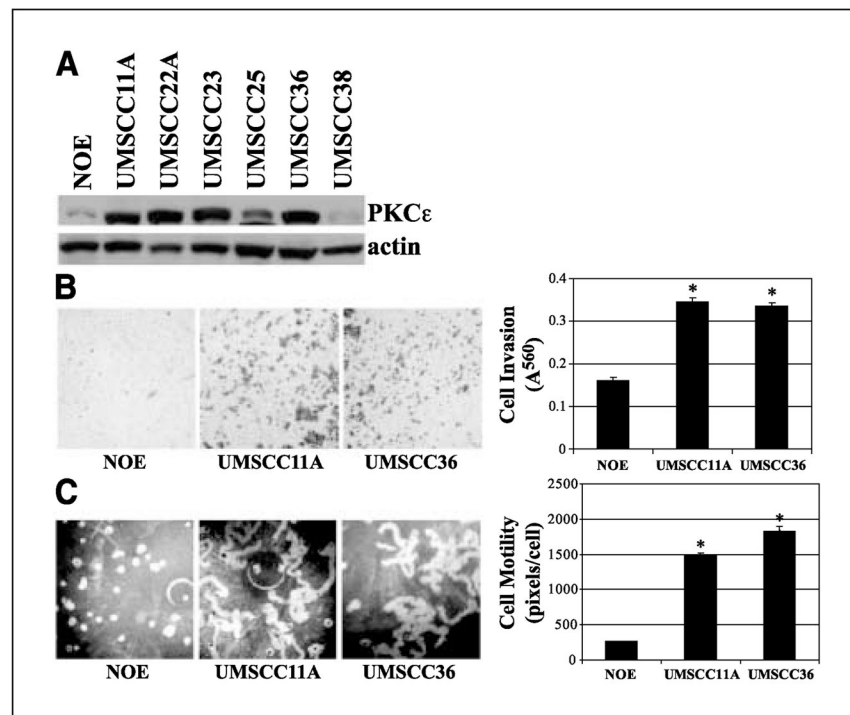 A
NOE
UMSCC11A
UMSCC22A
UMSCC23
UMSCC25
UMSCC36
UMSCC38
PKCε
actin
B
NOE
UMSCC11A
UMSCC36
Cell Invasion
(A560)
0.4
0.3
0.2
0.1
0
*
*
NOE
UMSCC11A
UMSCC36
C
NOE
UMSCC11A
UMSCC36
Cell Motility
(pixels/cell)
2500
2000
1500
1000
500
0
*
*
NOE
UMSCC11A
UMSCC36